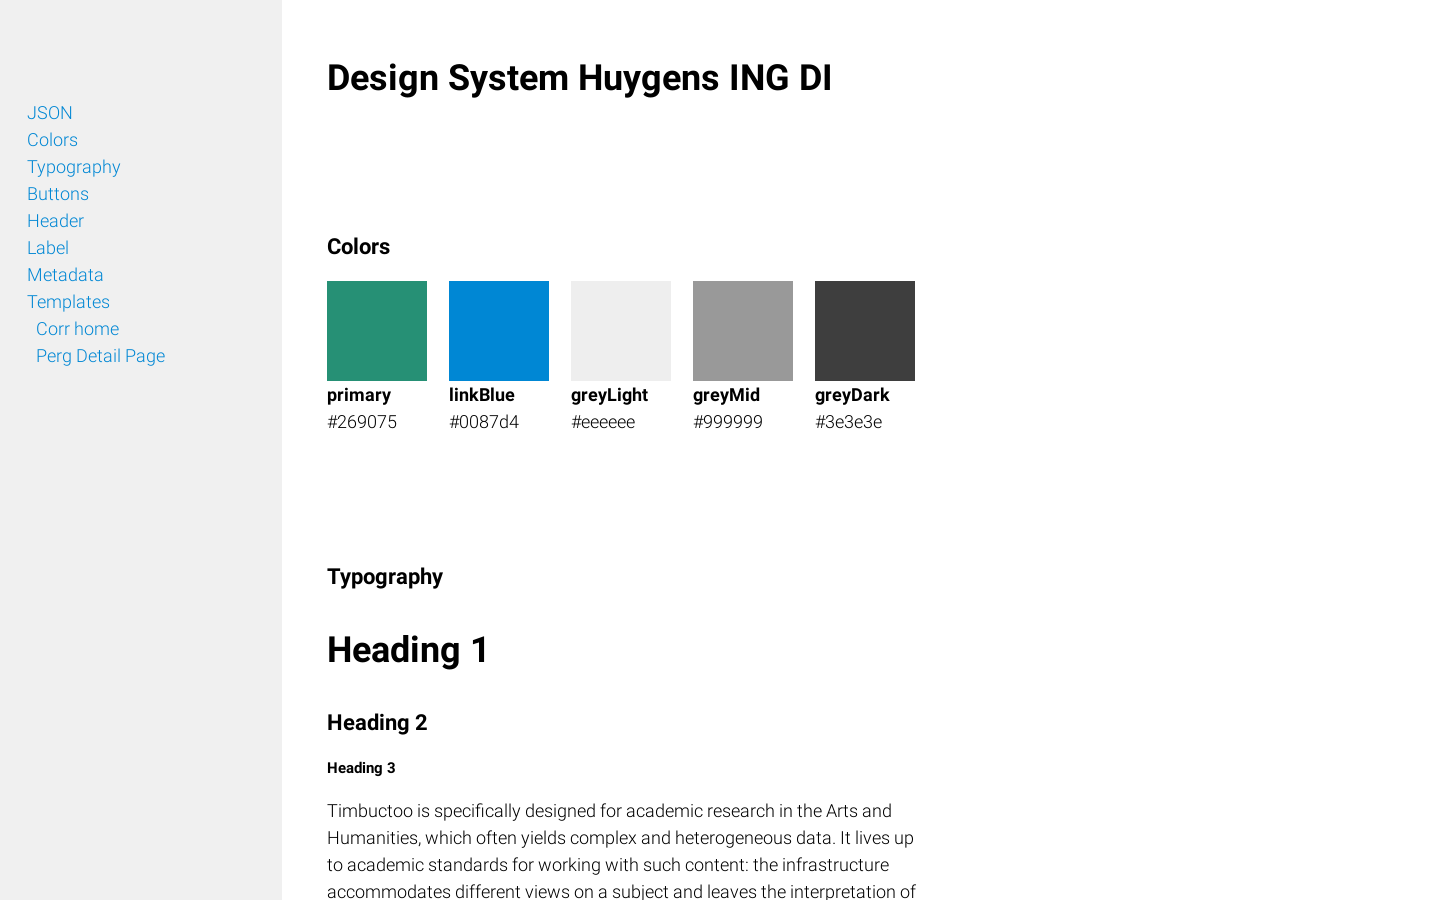 JSON
Colors
Typography
Buttons
Header
Label
Metadata
Templates
Corr home
Perg Detail Page
Design System Huygens ING DI
Colors
primary
#269075
linkBlue
#0087d4
greyLight
#eeeeee
greyMid
#999999
greyDark
#3e3e3e
Typography
Heading 1
Heading 2
Heading 3
Timbuctoo is specifically designed for academic research in the Arts and
Humanities, which often yields complex and heterogeneous data. It lives up
to academic standards for working with such content: the infrastructure
accommodates different views on a subject and leaves the interpretation of